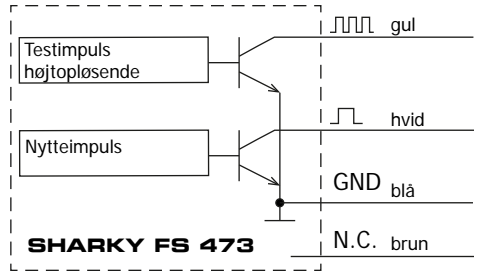 Testimpuls
højtopløsende
gul
Nytteimpuls
hvid
GND blå
SHARKY FS 473
N.C. brun